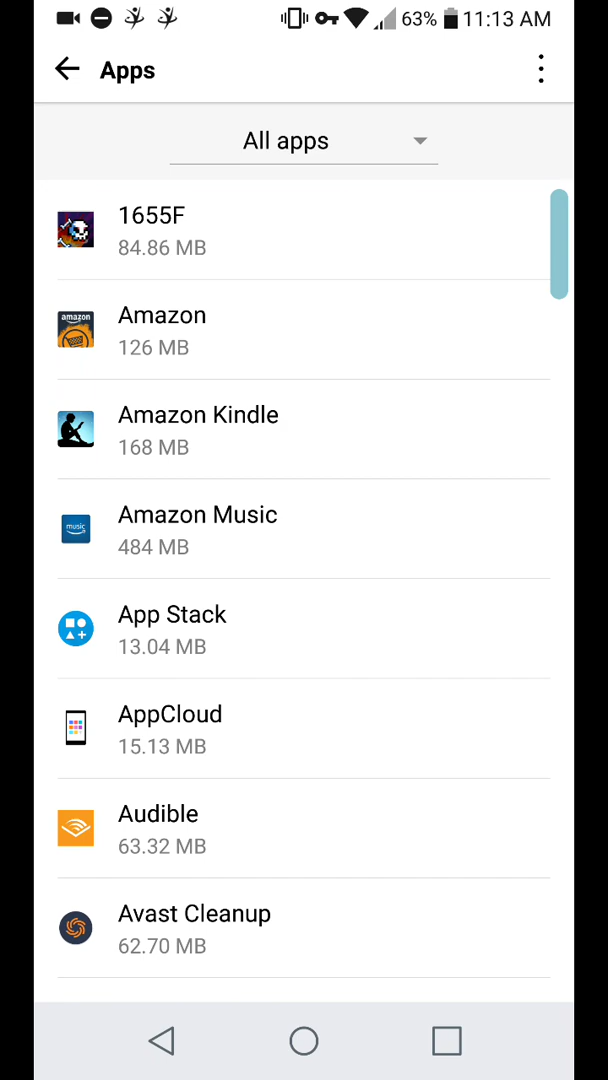 63% 11:13 AM
Apps
All apps
1655F
84.86 MB
amazon
Amazon
126 MB
Amazon Kindle
168 MB
music
Amazon Music
484 MB
App Stack
13.04 MB
AppCloud
15.13 MB
Audible
63.32 MB
Avast Cleanup
62.70 MB